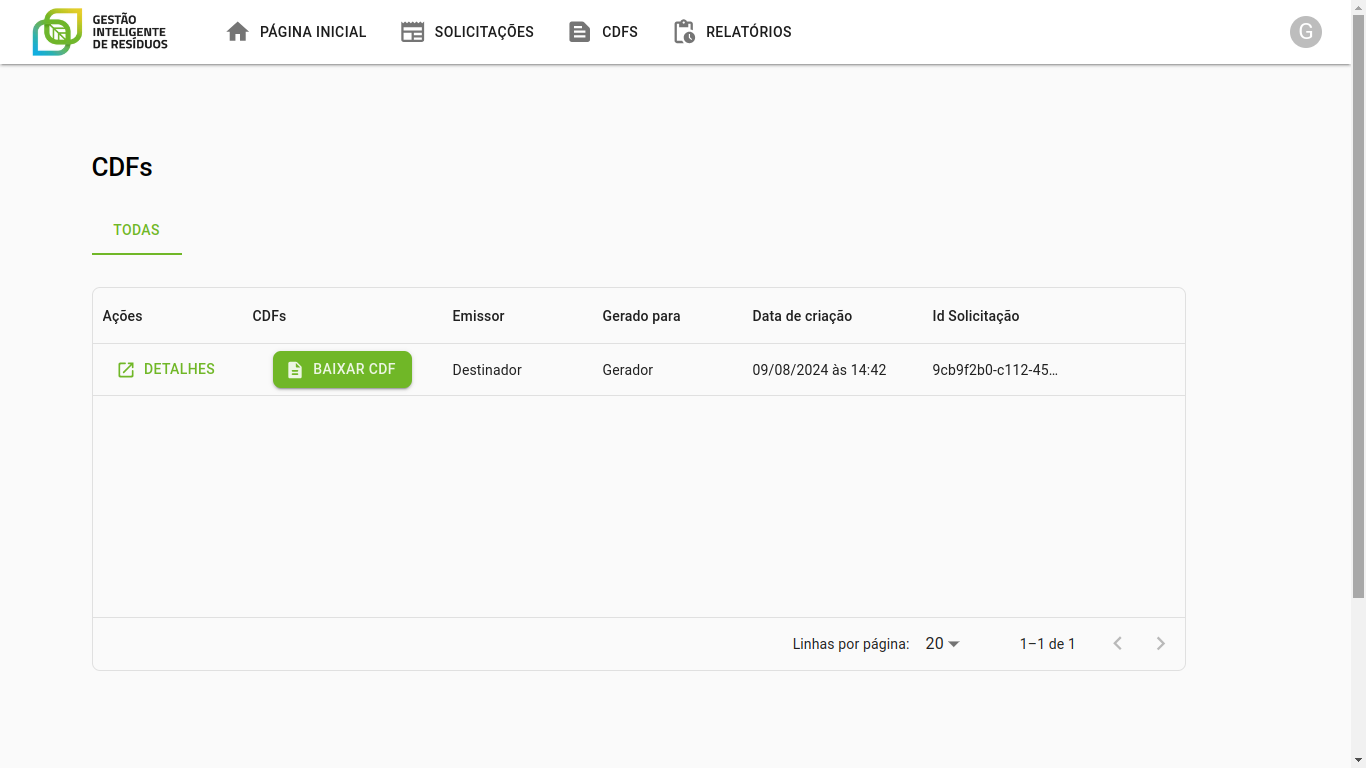 GESTÃO
INTELIGENTE
DE RESÍDUOS
PÁGINA INICIAL
SOLICITAÇÕES
CDFS
RELATÓRIOS
G
CDFs
TODAS
Ações CDFs Emissor Gerado para Data de criação Id Solicitação
DETALHES BAIXAR CDF Destinador Gerador 09/08/2024 às 14:42 9cb9f2b0-c112-45…
Linhas por página: 20 1–1 de 1